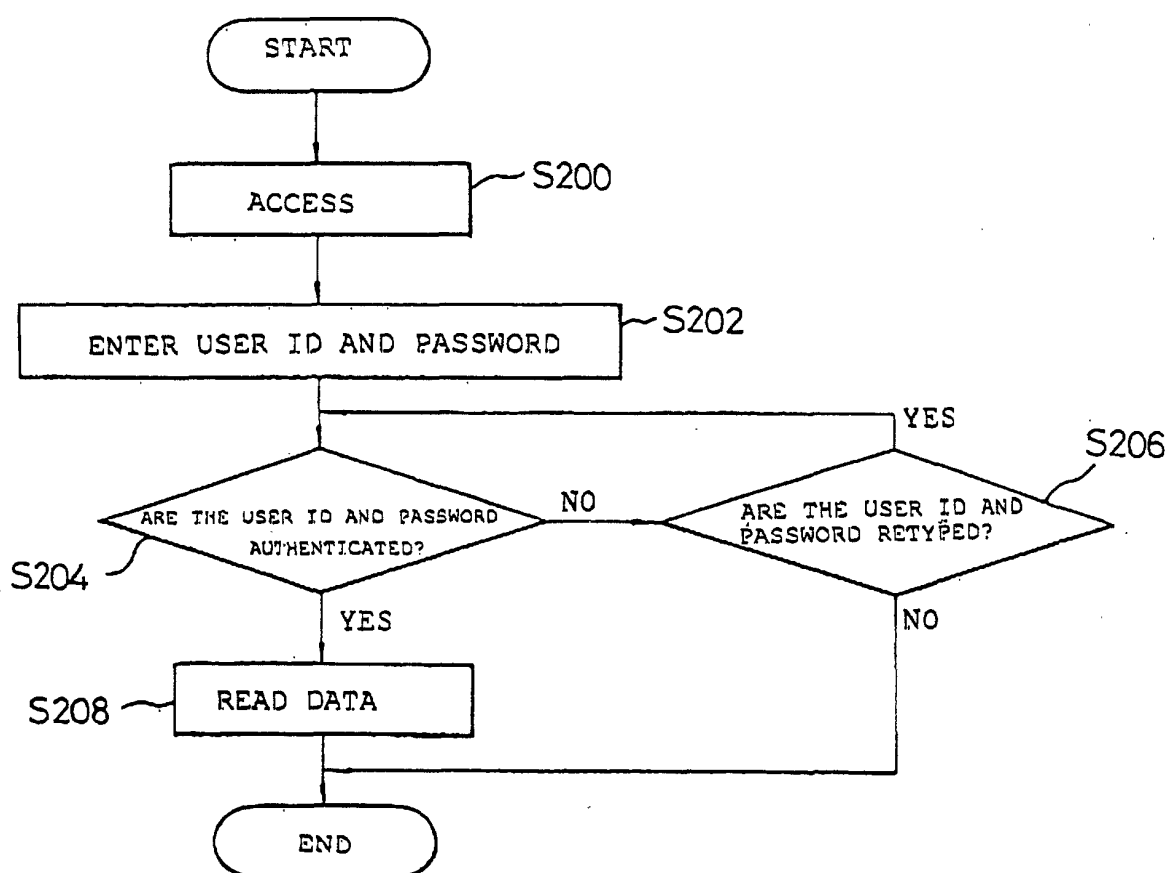 START
ACCESS
S200
ENTER USER ID AND PASSWORD
S202
YES
S206
ARE THE USER ID AND PASSWORD
AUTHENTICATED?
NO
ARE THE USER ID AND
PASSWORD RETYPED?
S204
YES
NO
READ DATA
S208
END